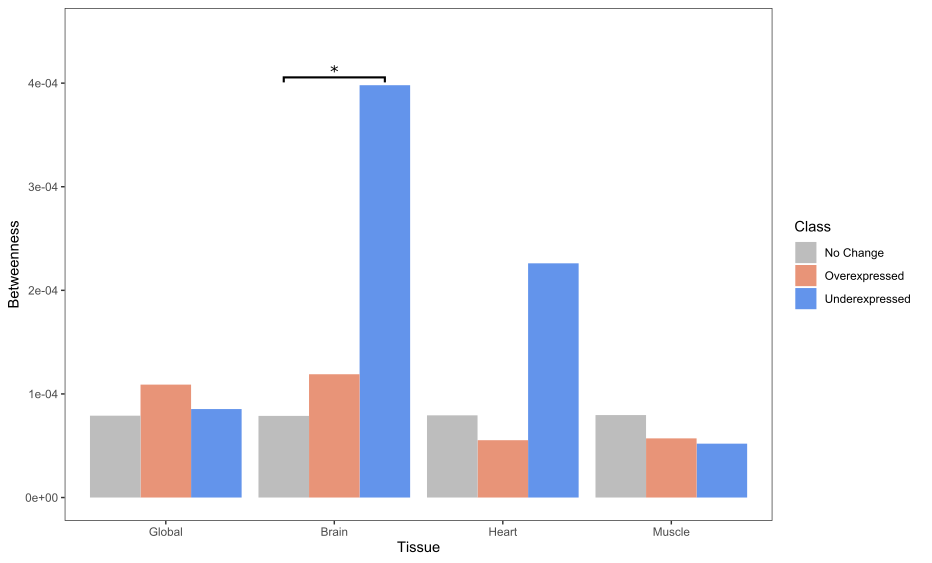 *
4e-04
3e-04
2e-04
1e-04
0e+00
Betweenness
Global Brain Heart Muscle
Tissue
Class
No Change
Overexpressed
Underexpressed